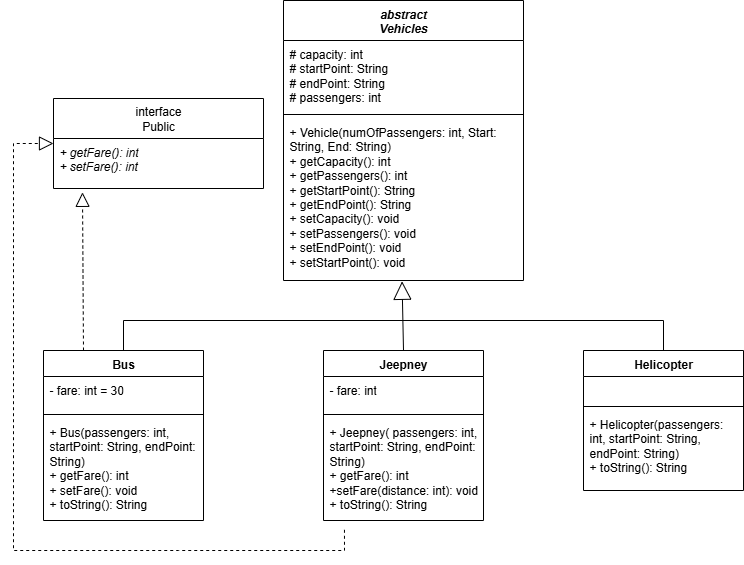 abstract
Vehicles
# capacity: int
# startPoint: String
# endPoint: String
# passengers: int
+ Vehicle(numOfPassengers: int, Start:
String, End: String)
+ getCapacity(): int
+ getPassengers(): int
+ getStartPoint(): String
+ getEndPoint(): String
+ setCapacity(): void
+ setPassengers(): void
+ setEndPoint(): void
+ setStartPoint(): void
interface
Public
+ getFare(): int
+ setFare(): int
Bus
- fare: int = 30
+ Bus(passengers: int,
startPoint: String, endPoint:
String)
+ getFare(): int
+ setFare(): void
+ toString(): String
Jeepney
- fare: int
+ Jeepney( passengers: int,
startPoint: String, endPoint:
String)
+ getFare(): int
+setFare(distance: int): void
+ toString(): String
Helicopter
+ Helicopter(passengers:
int, startPoint: String,
endPoint: String)
+ toString(): String